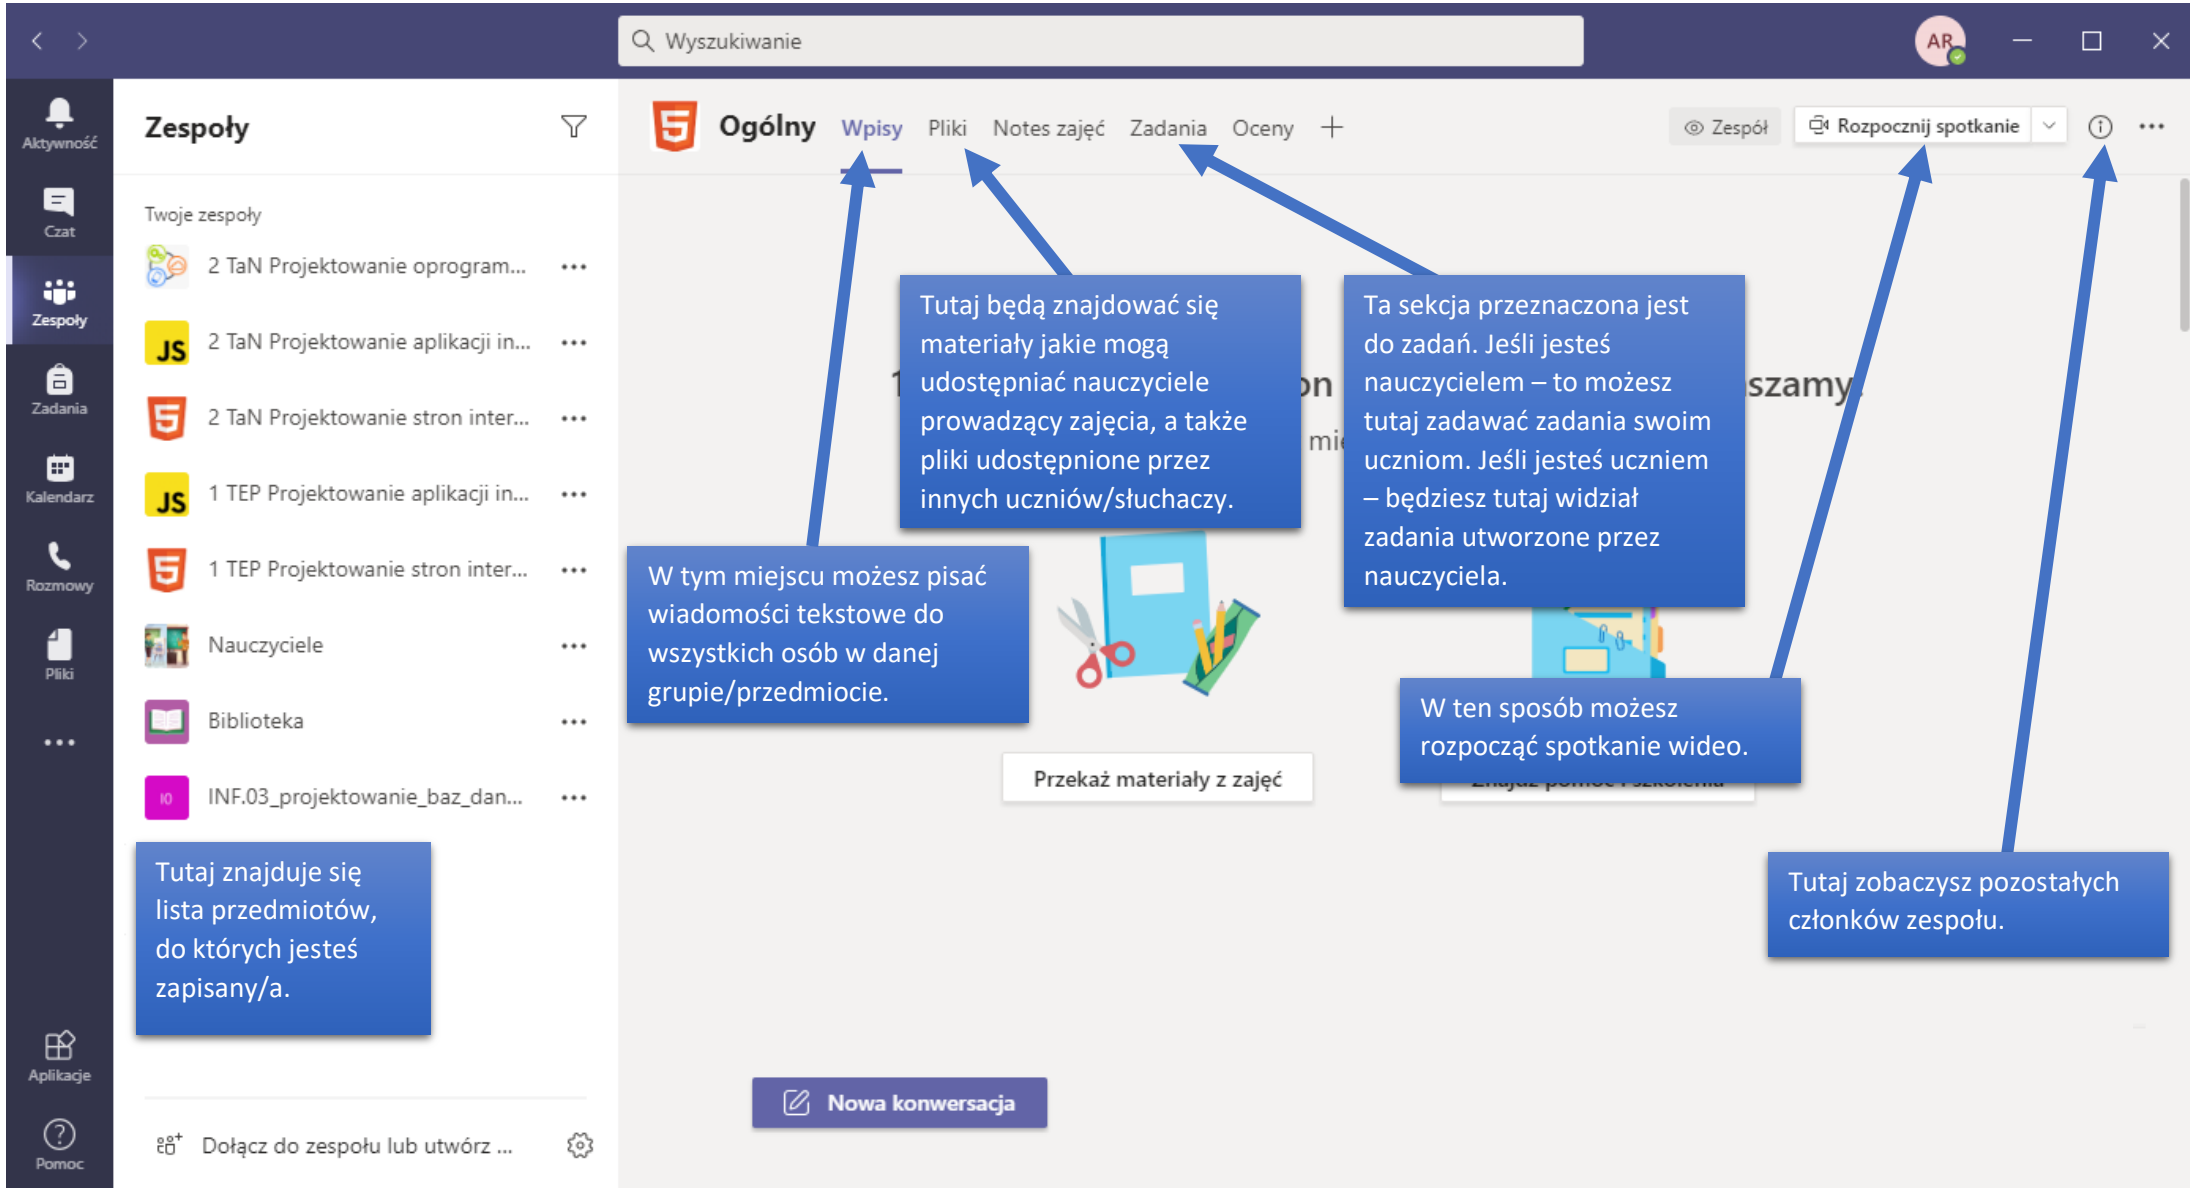 Wyszukiwanie
AR
Aktywność
Czat
Zespoły
Zadania
Kalendarz
Rozmowy
Pliki
Aplikacje
Pomoc
Zespoły
Twoje zespoły
2 TaN Projektowanie oprogram...
JS 2 TaN Projektowanie aplikacji in...
2 TaN Projektowanie stron inter...
JS 1 TEP Projektowanie aplikacji in...
1 TEP Projektowanie stron inter...
Nauczyciele
Biblioteka
IO INF.03_projektowanie_baz_dan...
Tutaj znajduje się
lista przedmiotów,
do których jesteś
zapisany/a.
Dołącz do zespołu lub utwórz ...
Ogólny Wpisy Pliki Notes zajęć Zadania Oceny
Zespół Rozpocznij spotkanie
Tutaj będą znajdować się
materiały jakie mogą
udostępniać nauczyciele
prowadzący zajęcia, a także
pliki udostępnione przez
innych uczniów/słuchaczy.
Ta sekcja przeznaczona jest
do zadań. Jeśli jesteś
nauczycielem – to możesz
tutaj zadawać zadania swoim
uczniom. Jeśli jesteś uczniem
– będziesz tutaj widział
zadania utworzone przez
nauczyciela.
W tym miejscu możesz pisać
wiadomości tekstowe do
wszystkich osób w danej
grupie/przedmiocie.
W ten sposób możesz
rozpocząć spotkanie wideo.
Przekaż materiały z zajęć
Tutaj zobaczysz pozostałych
członków zespołu.
Nowa konwersacja